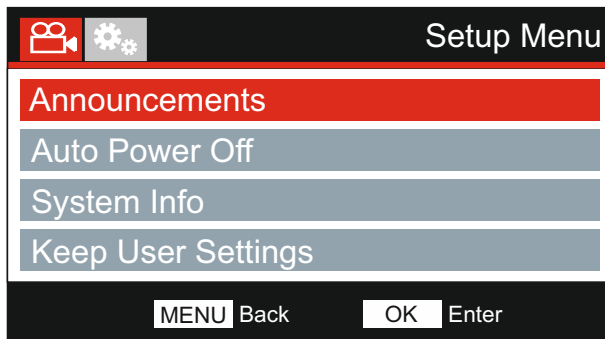 Setup Menu
Announcements
Auto Power Off
System Info
Keep User Settings
MENU Back OK Enter